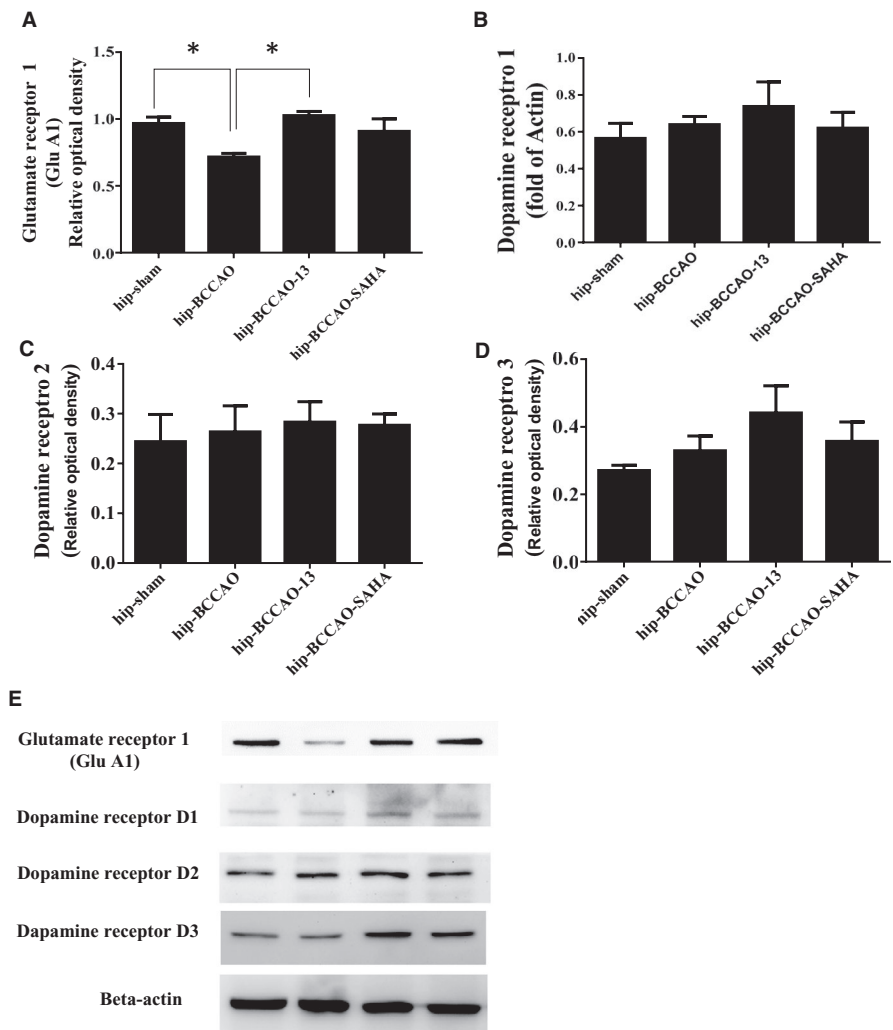 A
Glutamate receptor 1
(Glu A1)
Relative optical density
1.5
1.0
0.5
0.0
*
*
hip-sham
hip-BCCAO
hip-BCCAO-13
hip-BCCAO-SAHA
B
Dopamine receptro 1
(fold of Actin)
1.0
0.8
0.6
0.4
0.2
0.0
hip-sham
hip-BCCAO
hip-BCCAO-13
hip-BCCAO-SAHA
C
Dopamine receptro 2
(Relative optical density)
0.4
0.3
0.2
0.1
0.0
hip-sham
hip-BCCAO
hip-BCCAO-13
hip-BCCAO-SAHA
D
Dopamine receptro 3
(Relative optical density)
0.6
0.4
0.2
0.0
nip-sham
hip-BCCAO
hip-BCCAO-13
hip-BCCAO-SAHA
E
Glutamate receptor 1
(Glu A1)
Dopamine receptor D1
Dopamine receptor D2
Dapamine receptor D3
Beta-actin